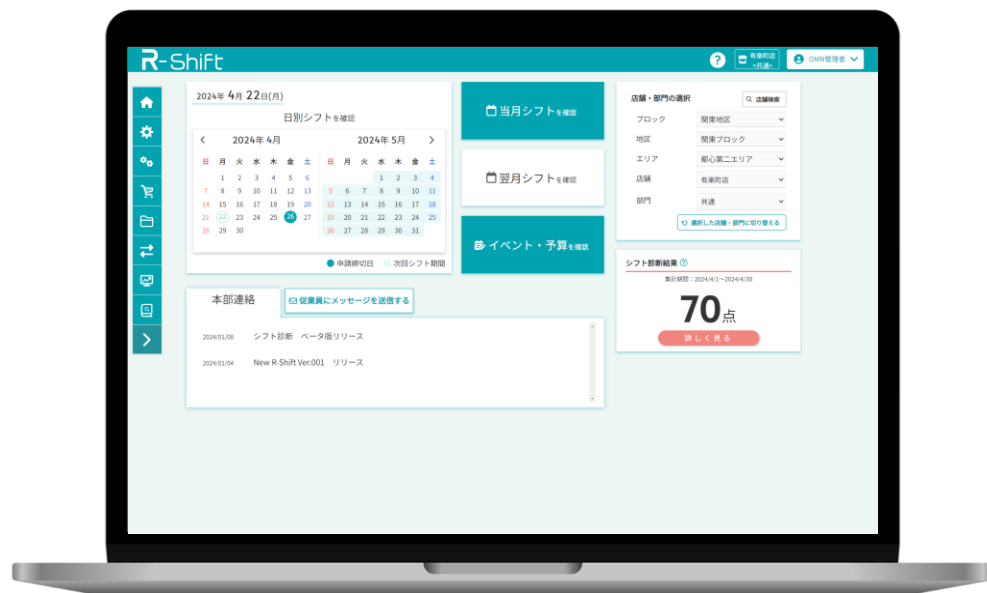 R-Shift
?
有楽町店
<共通>
OMN管理者
2024年 4月 22日(月)
日別シフトを確認
2024年 4月
日 月 火 水 木 金 土
1 2 3 4 5 6
7 8 9 10 11 12 13
14 15 16 17 18 19 20
21 22 23 24 25 26 27
28 29 30
2024年 5月
日 月 火 水 木 金 土
1 2 3 4
5 6 7 8 9 10 11
12 13 14 15 16 17 18
19 20 21 22 23 24 25
26 27 28 29 30 31
申請締切日 次回シフト期間
当月シフトを確認
翌月シフトを確認
イベント・予算を確認
店舗・部門の選択
店舗検索
ブロック 関東地区
地区 関東ブロック
エリア 都心第二エリア
店舗 有楽町店
部門 共通
選択した店舗・部門に切り替える
シフト診断結果 ?
集計期間:2024/4/1~2024/4/30
70点
詳しく見る
本部連絡
従業員にメッセージを送信する
2024/01/08 シフト診断 ベータ版リリース
2024/01/04 New R-Shift Ver.001 リリース